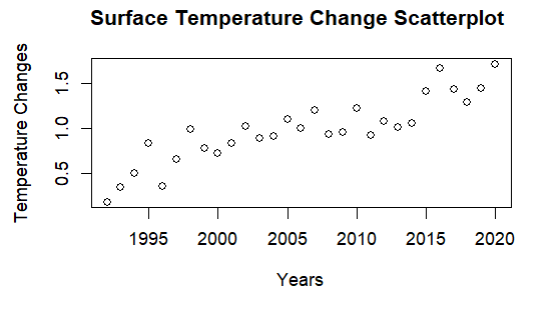 Surface Temperature Change Scatterplot
Temperature Changes
1.5
1.0
0.5
1995 2000 2005 2010 2015 2020
Years